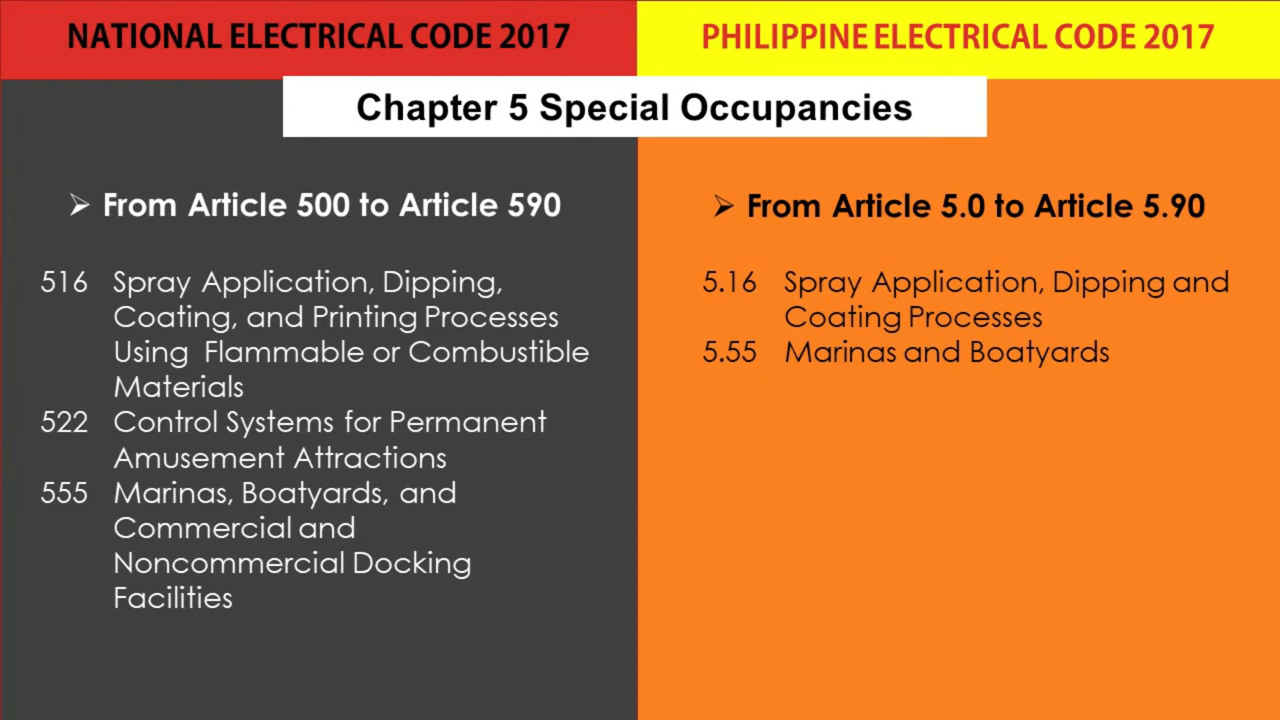 NATIONAL ELECTRICAL CODE 2017
PHILIPPINE ELECTRICAL CODE 2017
Chapter 5 Special Occupancies
➢ From Article 500 to Article 590
516 Spray Application, Dipping,
Coating, and Printing Processes
Using Flammable or Combustible
Materials
522 Control Systems for Permanent
Amusement Attractions
555 Marinas, Boatyards, and
Commercial and
Noncommercial Docking
Facilities
➢ From Article 5.0 to Article 5.90
5.16 Spray Application, Dipping and
Coating Processes
5.55 Marinas and Boatyards